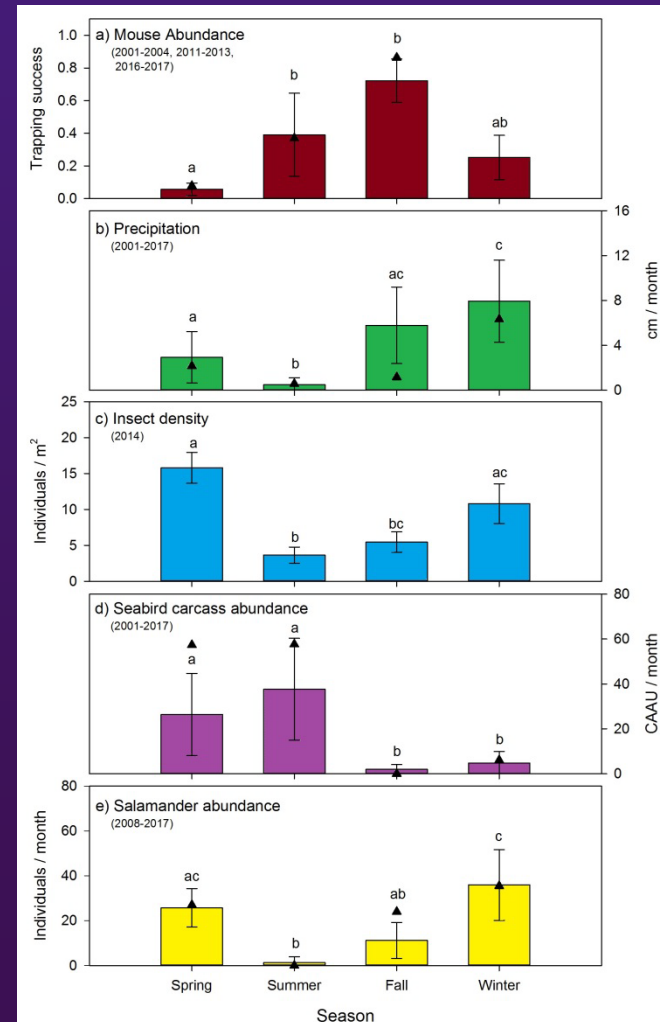 a) Mouse Abundance
(2001-2004, 2011-2013,
2016-2017)
Trapping success
1.0
0.8
0.6
0.4
0.2
0.0
a
b
b
ab
b) Precipitation
(2001-2017)
cm / month
16
12
8
4
0
a
b
ac
c
c) Insect density
(2014)
Individuals / m²
25
20
15
10
5
0
a
b
bc
ac
d) Seabird carcass abundance
(2001-2017)
CAAU / month
80
60
40
20
0
a
a
b
b
e) Salamander abundance
(2008-2017)
Individuals / month
80
60
40
20
0
ac
b
ab
c
Spring
Summer
Fall
Winter
Season